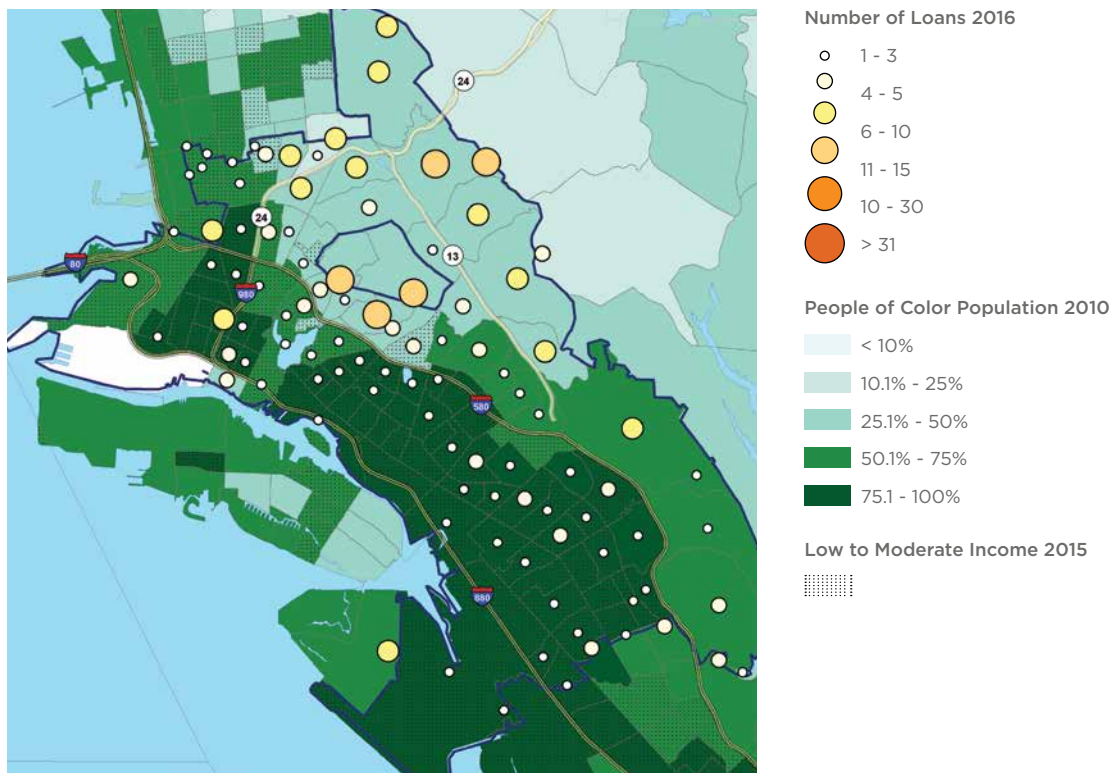 Number of Loans 2016
1 - 3
4 - 5
6 - 10
11 - 15
10 - 30
> 31
People of Color Population 2010
< 10%
10.1% - 25%
25.1% - 50%
50.1% - 75%
75.1 - 100%
Low to Moderate Income 2015
24
24
13
80
980
580
880